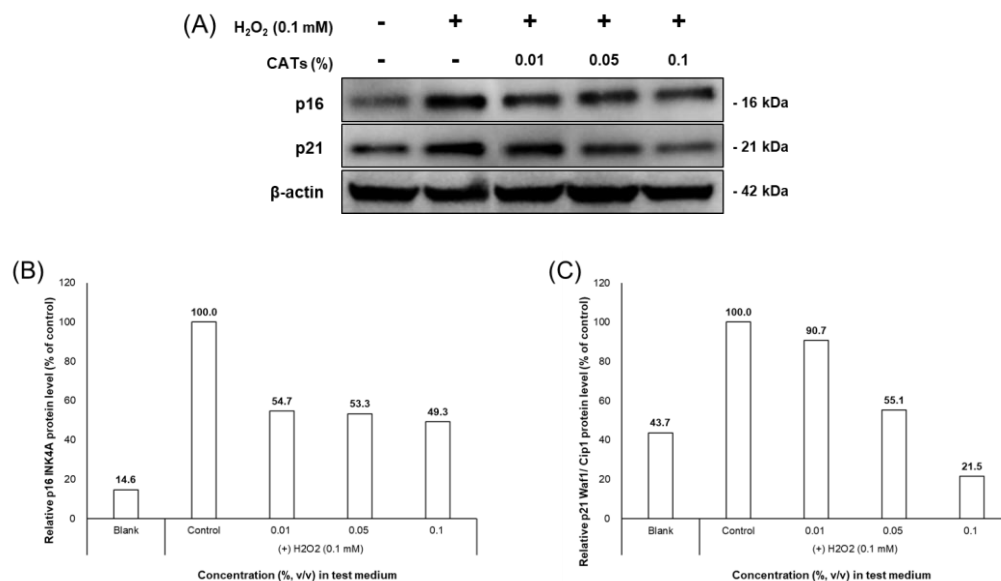 (A)
H₂O₂ (0.1 mM) - + + + +
CATs (%) - - 0.01 0.05 0.1
p16 - 16 kDa
p21 - 21 kDa
β-actin - 42 kDa
(B)
Relative p16 INK4A protein level (% of control)
120
100
80
60
40
20
0
14.6
100.0
54.7
53.3
49.3
Blank Control 0.01 0.05 0.1
(+) H2O2 (0.1 mM)
Concentration (%, v/v) in test medium
(C)
Relative p21 Waf1/ Cip1 protein level (% of control)
120
100
80
60
40
20
0
43.7
100.0
90.7
55.1
21.5
Blank Control 0.01 0.05 0.1
(+) H2O2 (0.1 mM)
Concentration (%, v/v) in test medium